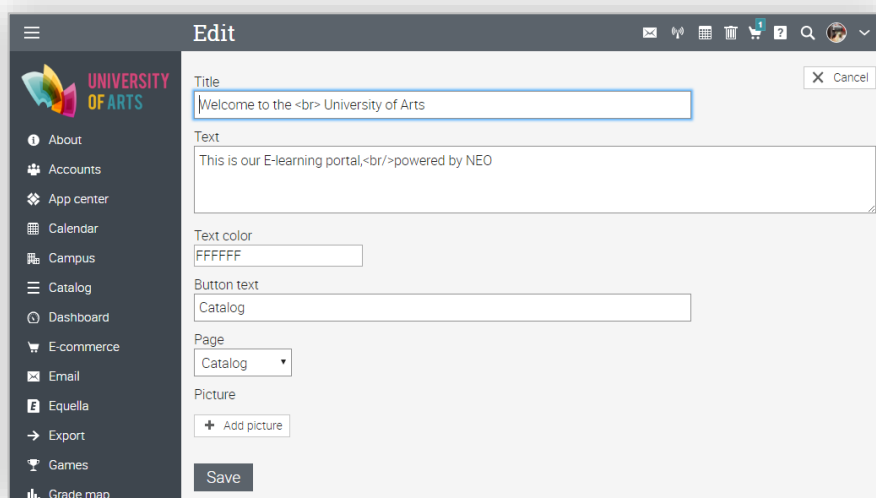 Edit
1
?
UNIVERSITY
OF ARTS
About
Accounts
App center
Calendar
Campus
Catalog
Dashboard
E-commerce
Email
E Equella
Export
Games
Grade map
Cancel
Title
Welcome to the <br> University of Arts
Text
This is our E-learning portal,<br/>powered by NEO
Text color
FFFFFF
Button text
Catalog
Page
Catalog
Picture
Add picture
Save